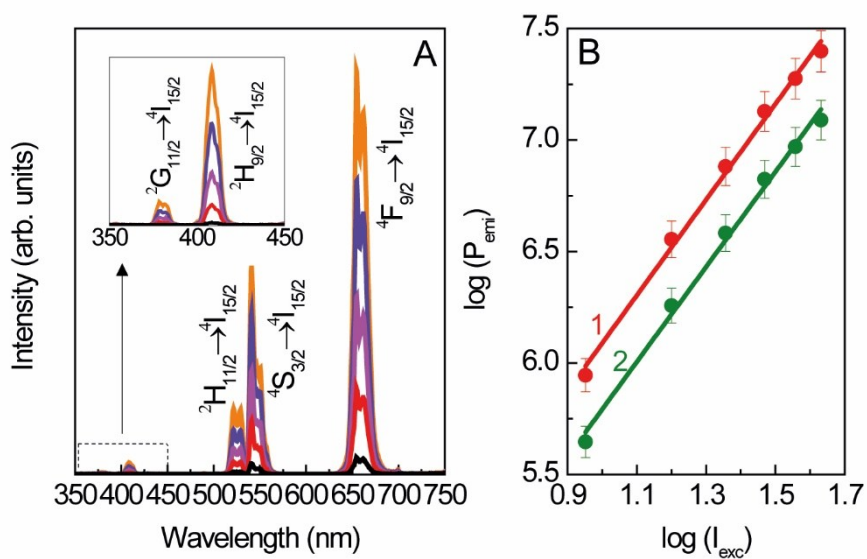 A
²G₁₁/₂→⁴I₁₅/₂
²H₉/₂→⁴I₁₅/₂
350 400 450
²H₁₁/₂→⁴I₁₅/₂
⁴S₃/₂→⁴I₁₅/₂
⁴F₉/₂→⁴I₁₅/₂
Intensity (arb. units)
350 400 450 500 550 600 650 700 750
Wavelength (nm)
B
7.5
7.0
6.5
6.0
5.5
log (Pₑₘᵢ)
1
2
0.9 1.1 1.3 1.5 1.7
log (Iₑₓc)